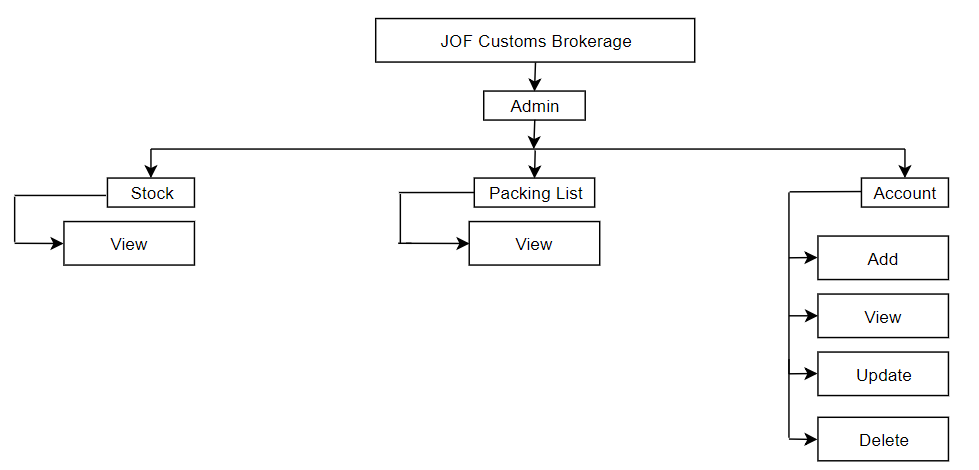 JOF Customs Brokerage
Admin
Stock
Packing List
Account
View
View
Add
View
Update
Delete